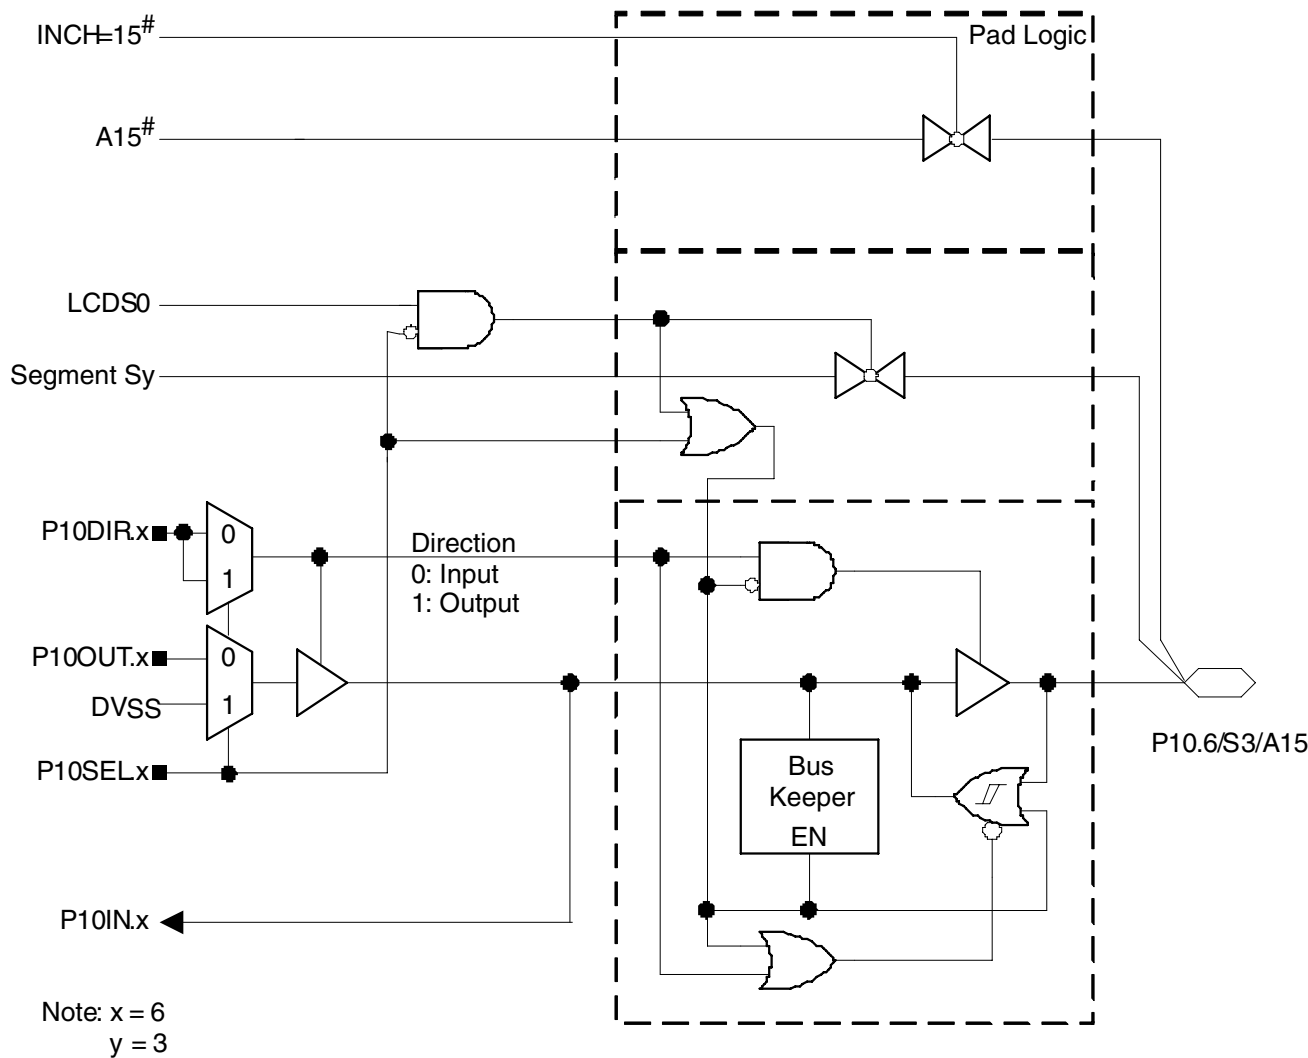 INCH=15#
Pad Logic
A15#
LCDS0
Segment Sy
P10DIR.x
0
1
Direction
0: Input
1: Output
P10OUT.x
0
DVSS
1
P10SEL.x
Bus
Keeper
EN
P10.6/S3/A15
P10IN.x
Note: x = 6
y = 3